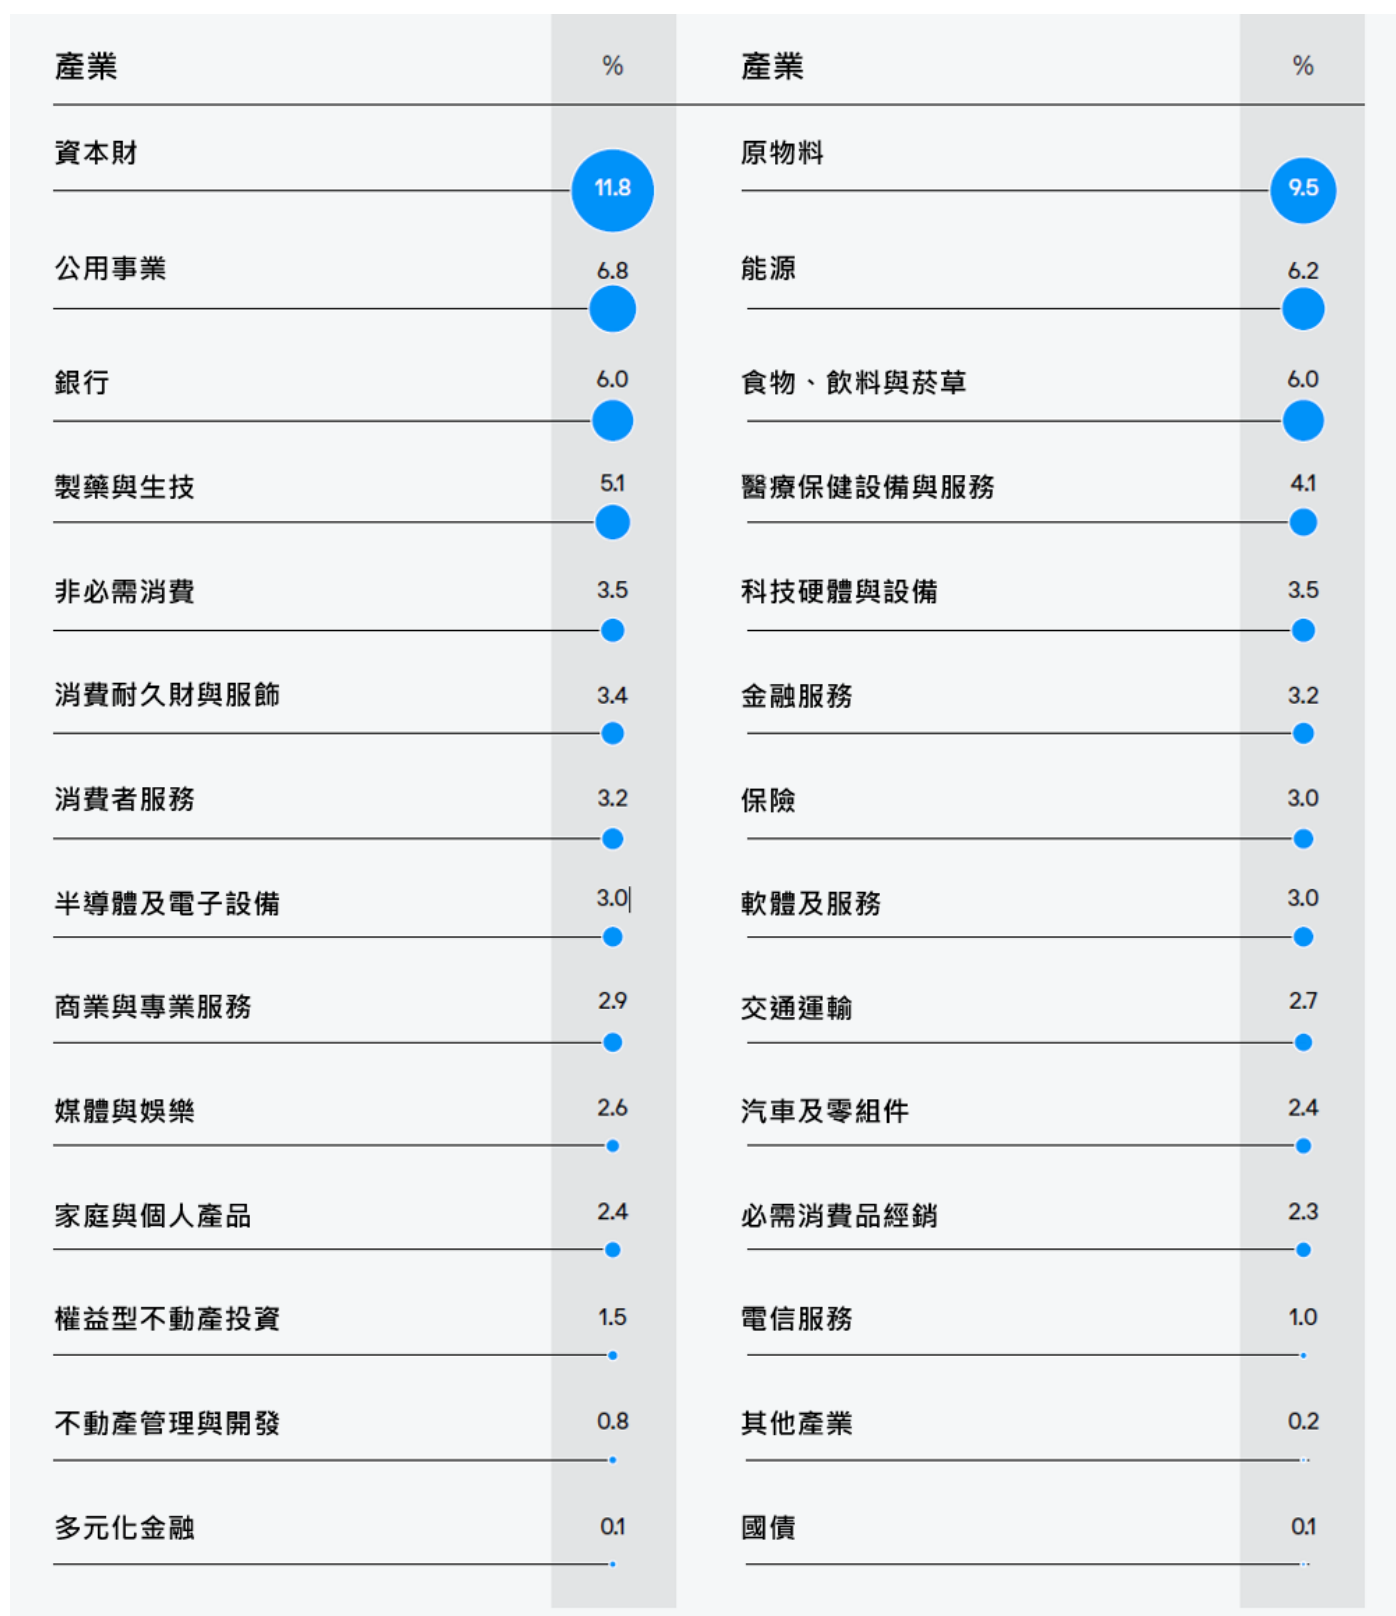 產業 % 產業 %
資本財 11.8 原物料 9.5
公用事業 6.8 能源 6.2
銀行 6.0 食物、飲料與菸草 6.0
製藥與生技 5.1 醫療保健設備與服務 4.1
非必需消費 3.5 科技硬體與設備 3.5
消費耐久財與服飾 3.4 金融服務 3.2
消費者服務 3.2 保險 3.0
半導體及電子設備 3.0 軟體及服務 3.0
商業與專業服務 2.9 交通運輸 2.7
媒體與娛樂 2.6 汽車及零組件 2.4
家庭與個人產品 2.4 必需消費品經銷 2.3
權益型不動產投資 1.5 電信服務 1.0
不動產管理與開發 0.8 其他產業 0.2
多元化金融 0.1 國債 0.1